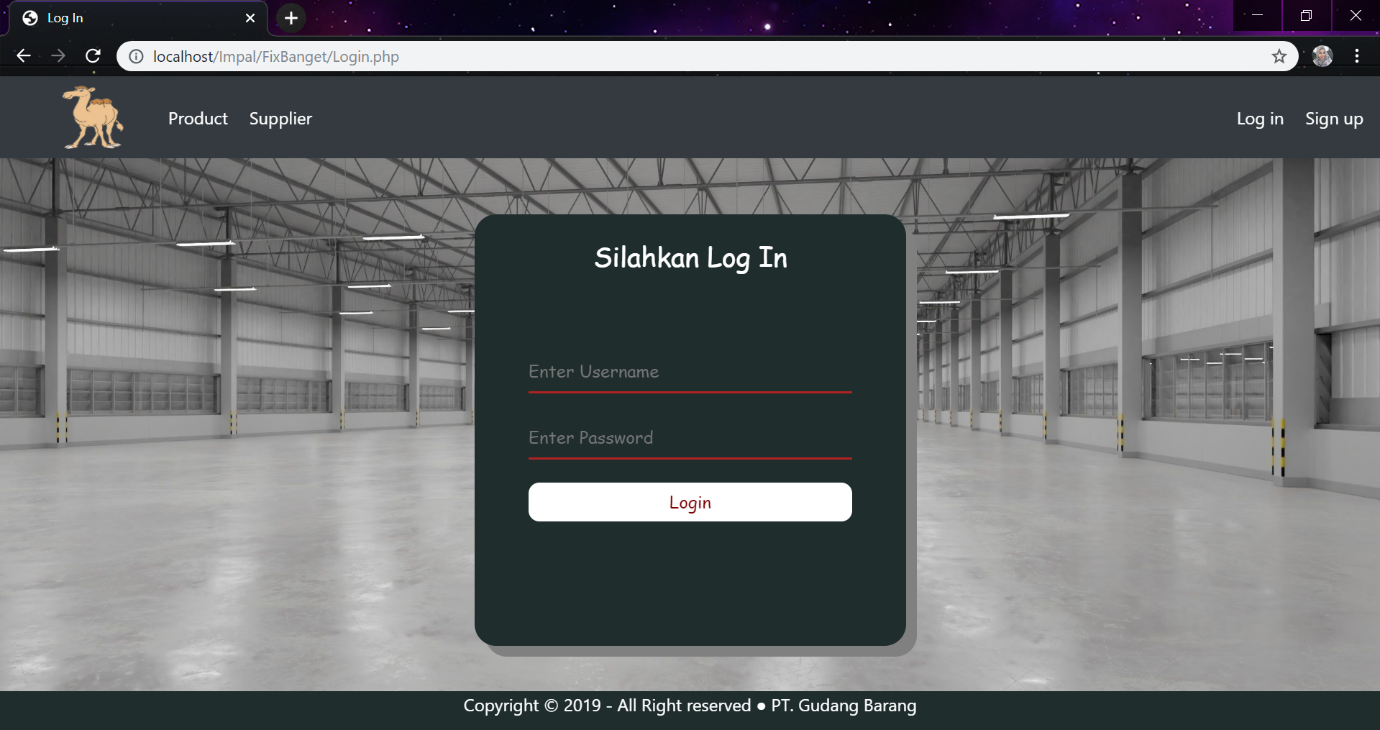 Log In
localhost/Impal/FixBanget/Login.php
Product Supplier Log in Sign up
Silahkan Log In
Enter Username
Enter Password
Login
Copyright © 2019 - All Right reserved ● PT. Gudang Barang